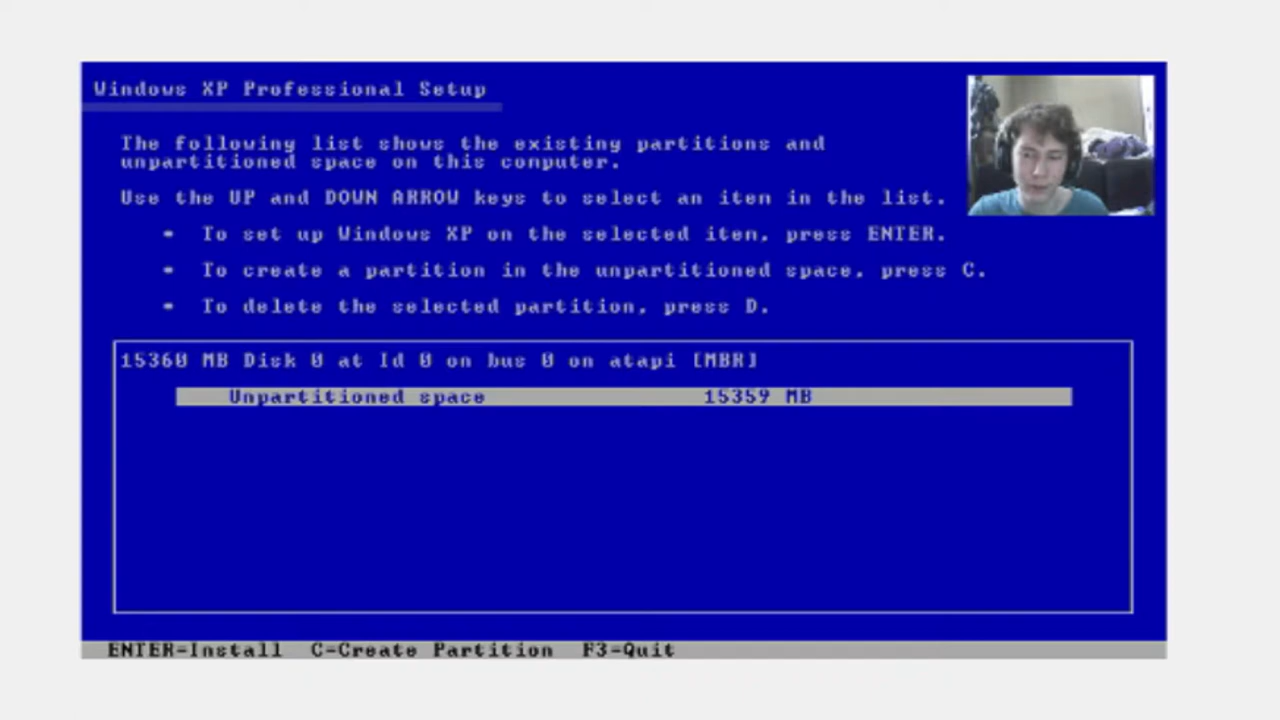 Windows XP Professional Setup
The following list shows the existing partitions and
unpartitioned space on this computer.
Use the UP and DOWN ARROW keys to select an item in the list.
• To set up Windows XP on the selected item, press ENTER.
• To create a partition in the unpartitioned space, press C.
• To delete the selected partition, press D.
15360 MB Disk 0 at Id 0 on bus 0 on atapi [MBR]
Unpartitioned space 15359 MB
ENTER=Install C=Create Partition F3=Quit